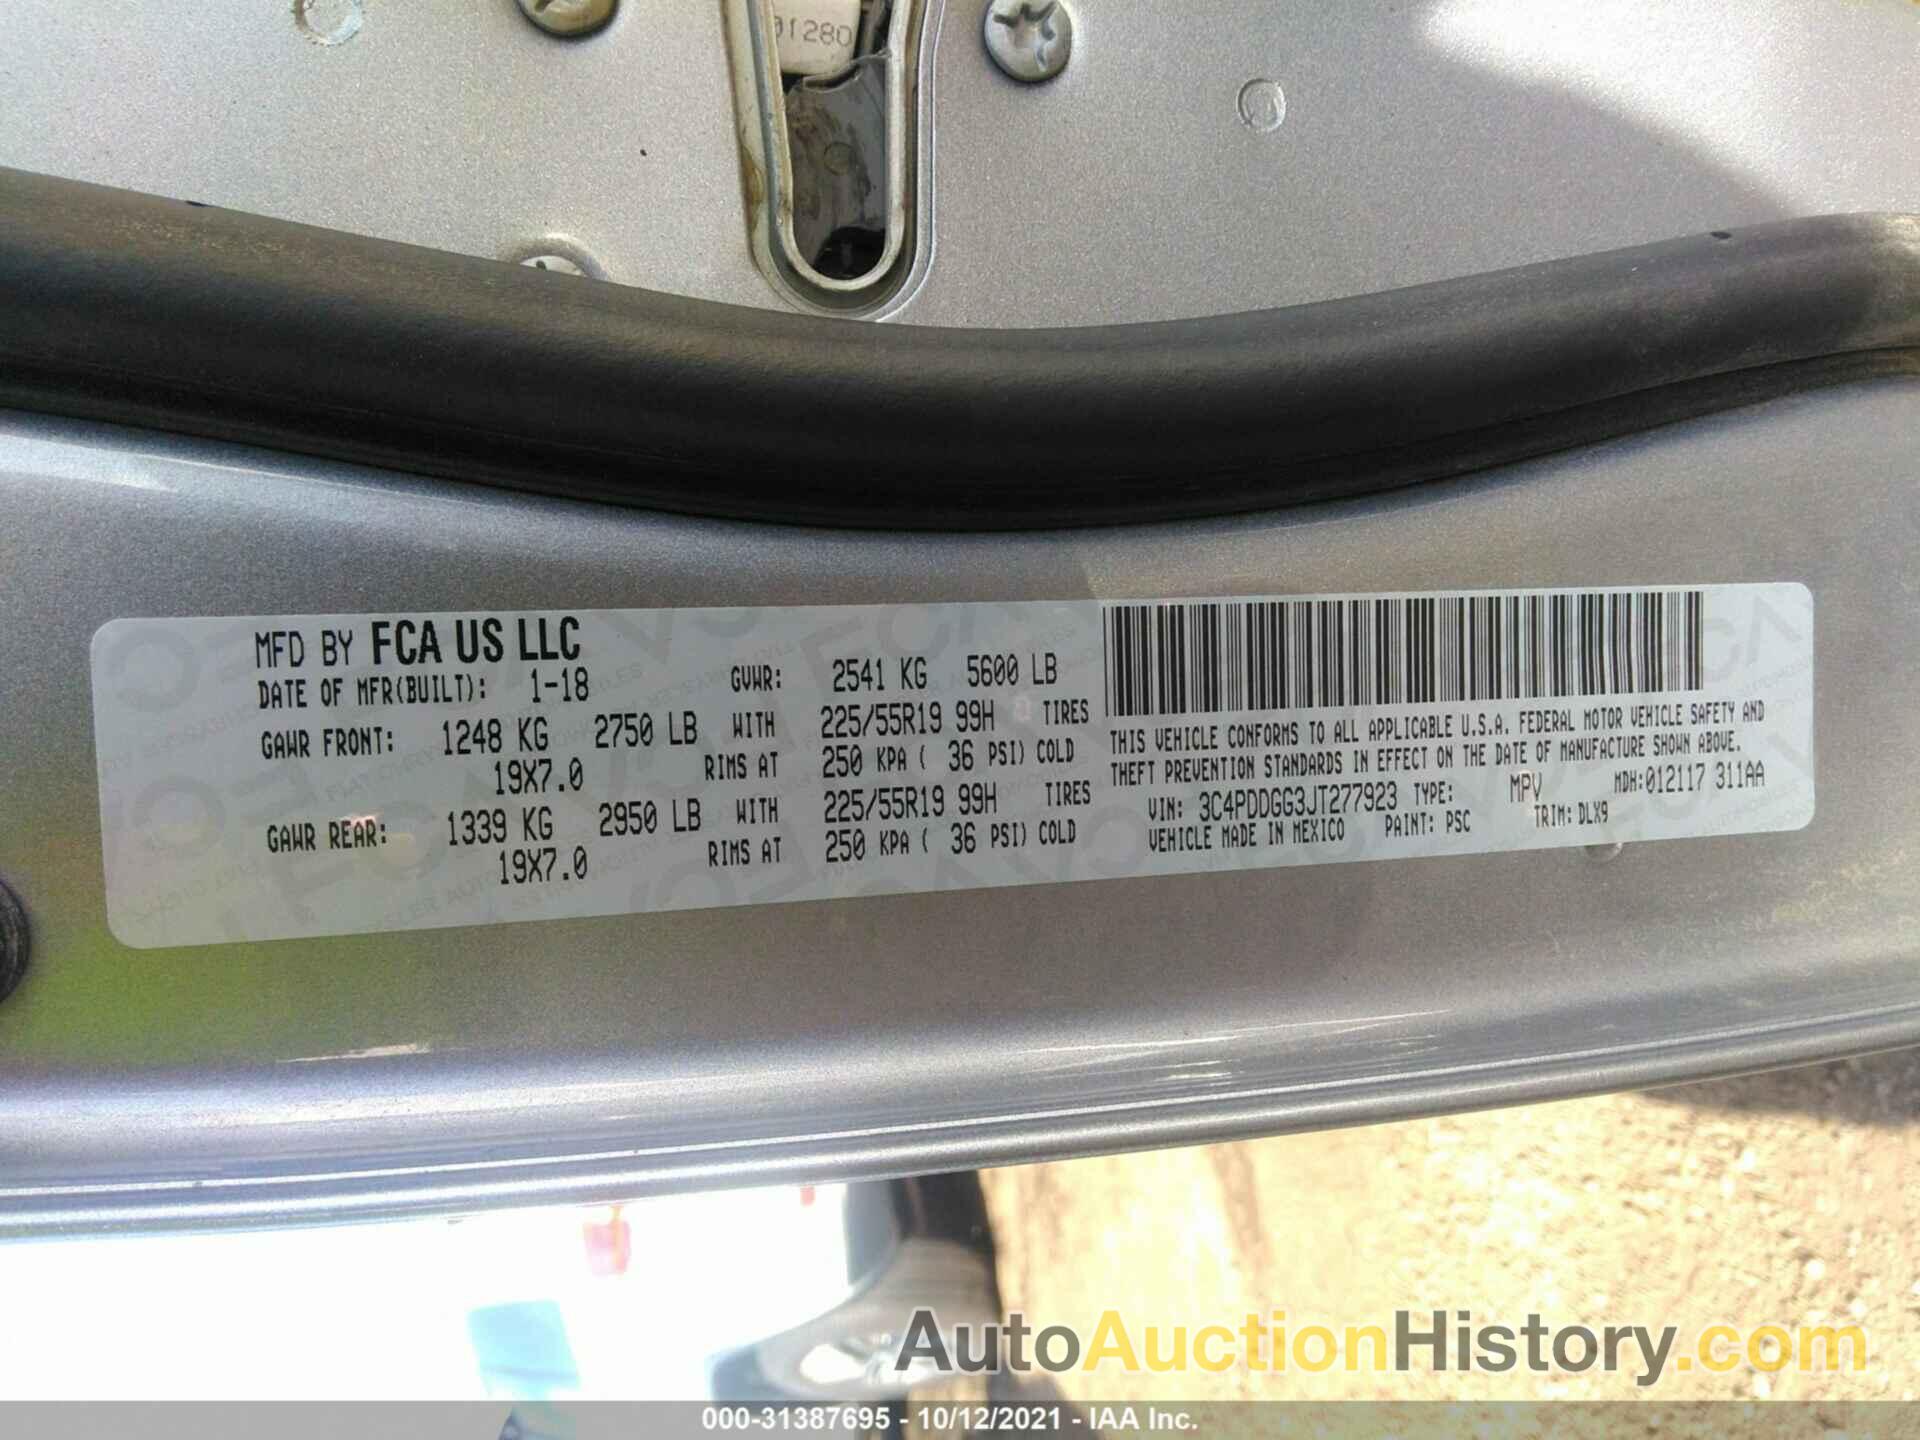 01280
MFD BY FCA US LLC
DATE OF MFR(BUILT): 1-18 GVWR: 2541 KG 5600 LB
GAWR FRONT: 1248 KG 2750 LB WITH 225/55R19 99H TIRES
19X7.0 RIMS AT 250 KPA ( 36 PSI) COLD
GAWR REAR: 1339 KG 2950 LB WITH 225/55R19 99H TIRES
19X7.0 RIMS AT 250 KPA ( 36 PSI) COLD
THIS VEHICLE CONFORMS TO ALL APPLICABLE U.S.A. FEDERAL MOTOR VEHICLE SAFETY AND
THEFT PREVENTION STANDARDS IN EFFECT ON THE DATE OF MANUFACTURE SHOWN ABOVE.
VIN: 3C4PDDGG3JT277923 TYPE: MPV MDH:012117 311AA
VEHICLE MADE IN MEXICO PAINT: PSC TRIM: DLX9
AutoAuctionHistory.com
000-31387695 - 10/12/2021 - IAA Inc.